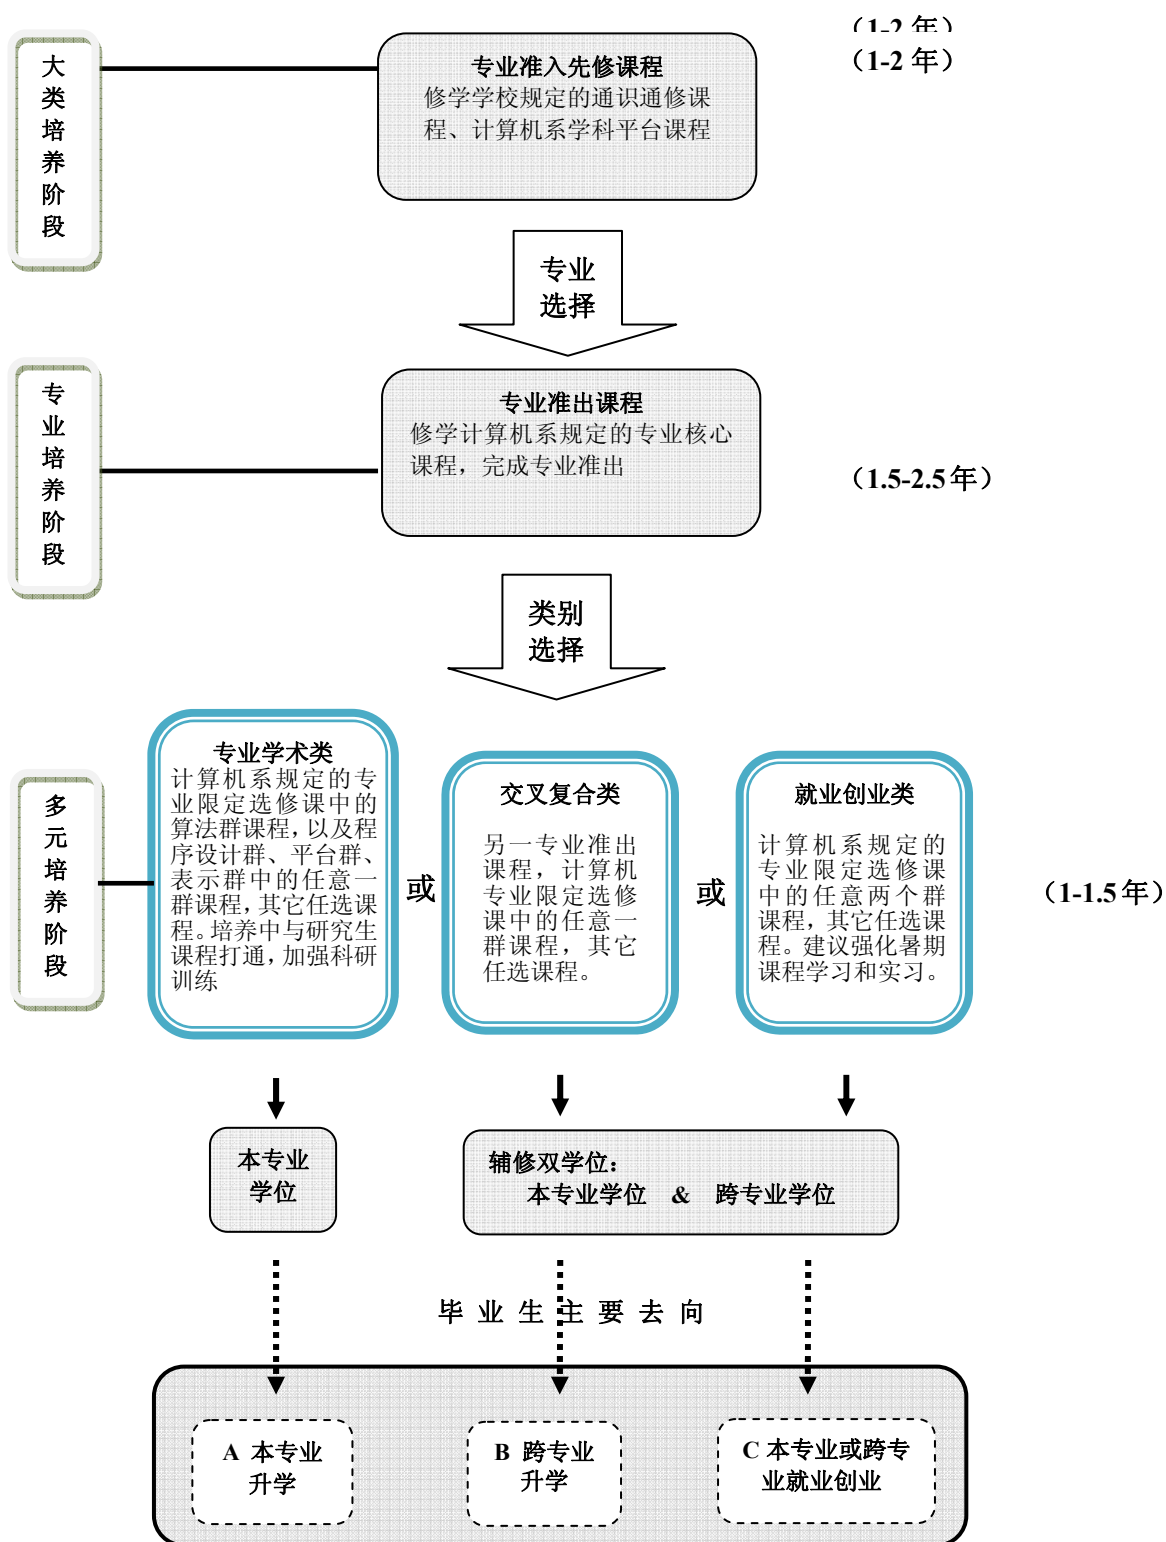 （1-2 年）
（1-2 年）
大
类
培
养
阶
段
专业准入先修课程
修学学校规定的通识通修课
程、计算机系学科平台课程
专业
选择
专
业
培
养
阶
段
专业准出课程
修学计算机系规定的专业核心
课程，完成专业准出
（1.5-2.5年）
类别
选择
多
元
培
养
阶
段
专业学术类
计算机系规定的专
业限定选修课中的
算法群课程，以及程
序设计群、平台群、
表示群中的任意一
群课程，其它任选课
程。培养中与研究生
课程打通，加强科研
训练
或
交叉复合类
另一专业准出
课程，计算机
专业限定选修
课中的任意一
群课程，其它
任选课程。
或
就业创业类
计算机系规定的
专业限定选修课
中的任意两个群
课程，其它任选课
程。建议强化暑期
课程学习和实习。
（1-1.5年）
本专业
学位
辅修双学位：
本专业学位 & 跨专业学位
毕业生主要去向
A 本专业
升学
B 跨专业
升学
C 本专业或跨专
业就业创业